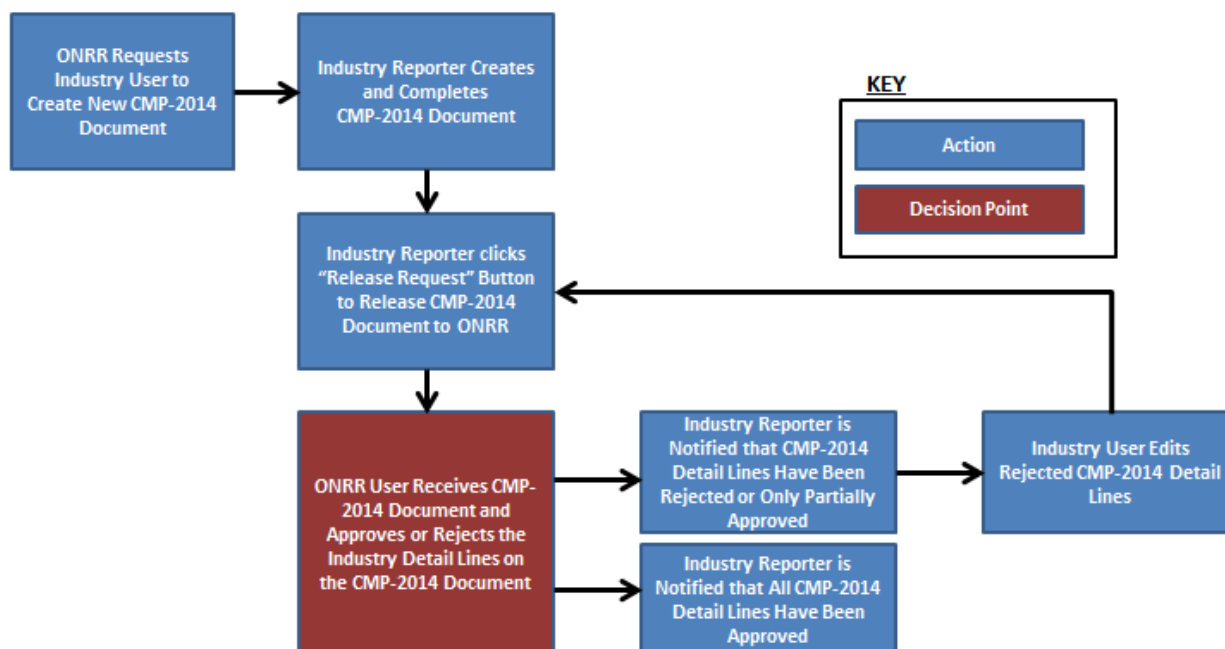 ONRR Requests
Industry User to
Create New CMP-2014
Document
Industry Reporter Creates
and Completes
CMP-2014 Document
KEY
Action
Decision Point
Industry Reporter clicks
“Release Request” Button
to Release CMP-2014
Document to ONRR
ONRR User Receives CMP-
2014 Document and
Approves or Rejects the
Industry Detail Lines on
the CMP-2014 Document
Industry Reporter is
Notified that CMP-2014
Detail Lines Have Been
Rejected or Only Partially
Approved
Industry User Edits
Rejected CMP-2014 Detail
Lines
Industry Reporter is
Notified that All CMP-2014
Detail Lines Have Been
Approved